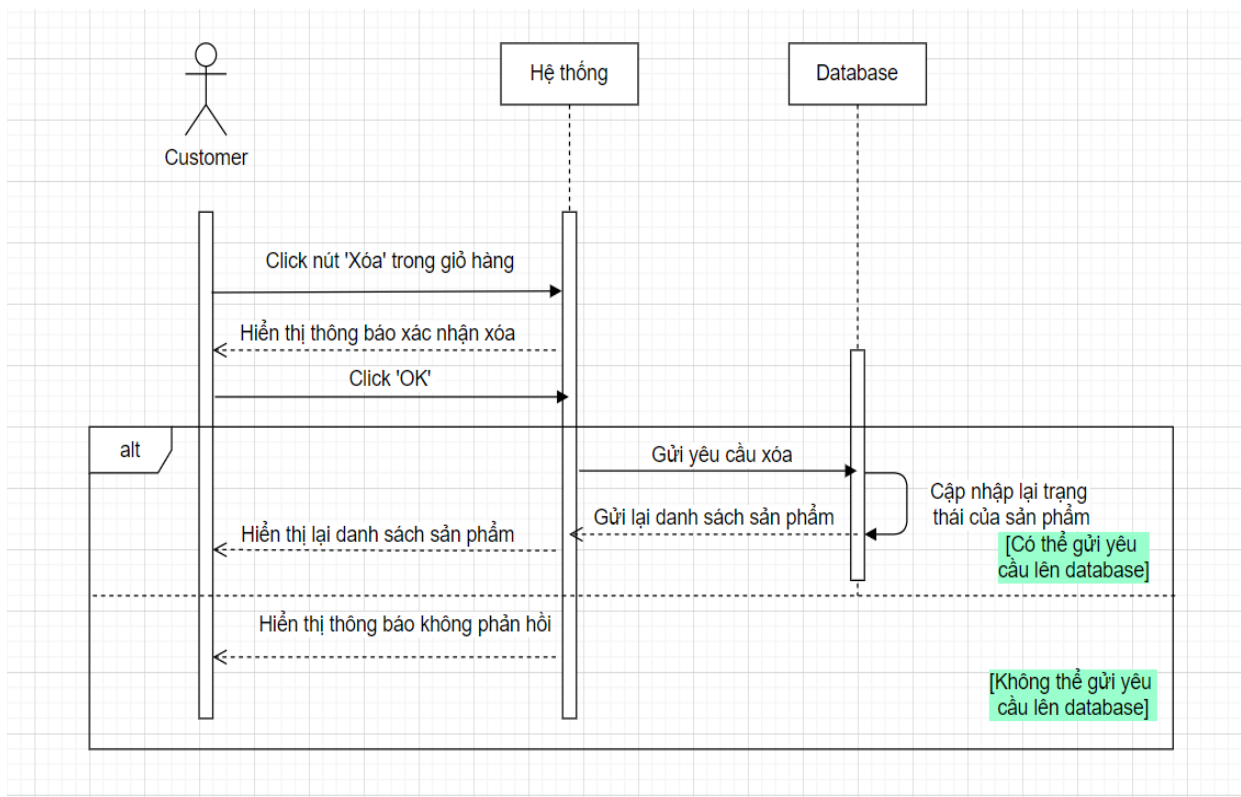 Hệ thống
Database
Customer
Click nút 'Xóa' trong giỏ hàng
Hiển thị thông báo xác nhận xóa
Click 'OK'
alt
Gửi yêu cầu xóa
Cập nhập lại trạng
thái của sản phẩm
Gửi lại danh sách sản phẩm
Hiển thị lại danh sách sản phẩm
[Có thể gửi yêu
cầu lên database]
Hiển thị thông báo không phản hồi
[Không thể gửi yêu
cầu lên database]